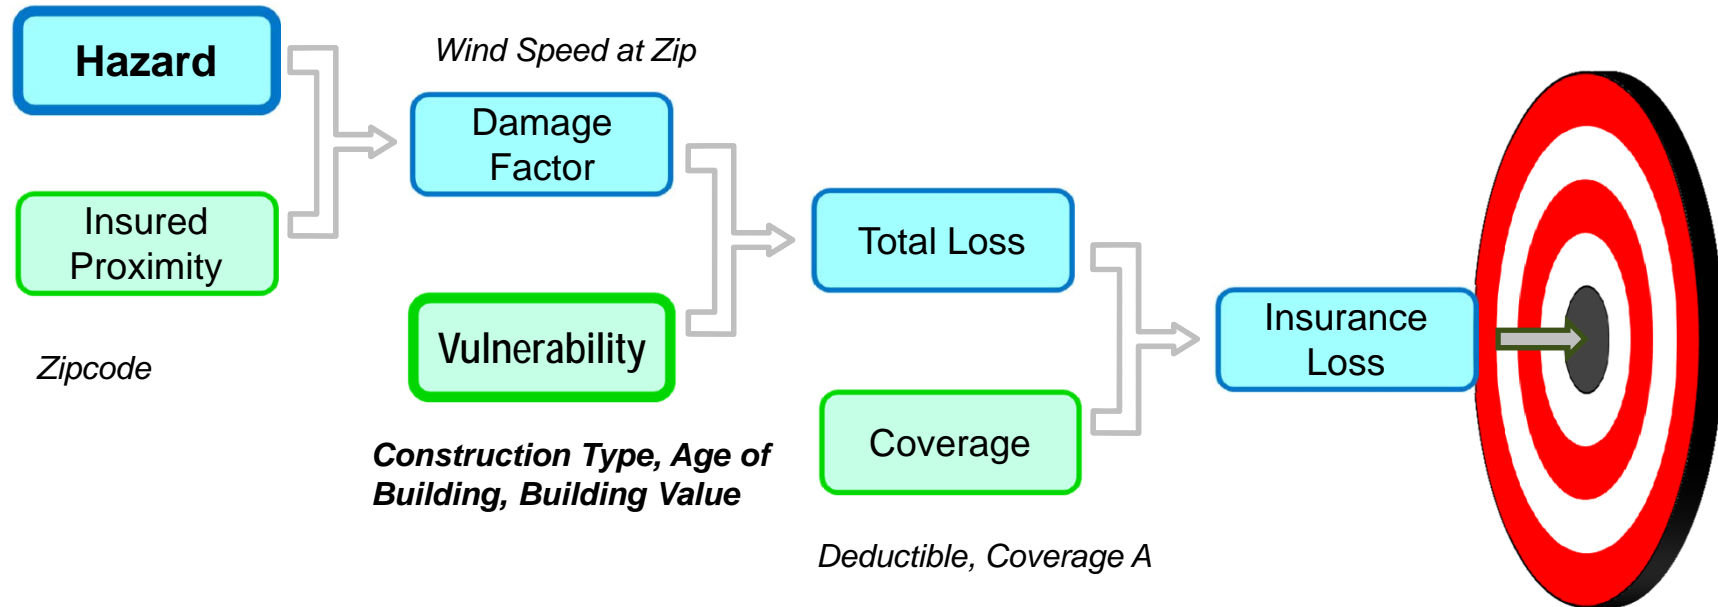 Hazard
Wind Speed at Zip
Damage
Factor
Insured
Proximity
Total Loss
Insurance
Loss
Vulnerability
Zipcode
Coverage
Construction Type, Age of
Building, Building Value
Deductible, Coverage A